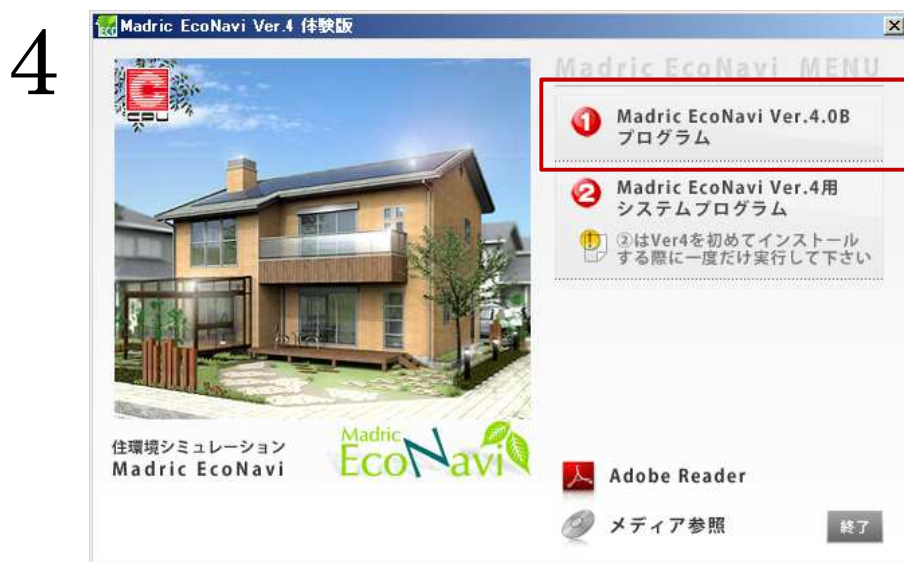 4
Madric EcoNavi Ver.4 体験版
Madric EcoNavi MENU
CPU
1
Madric EcoNavi Ver.4.0B
プログラム
2
Madric EcoNavi Ver.4用
システムプログラム
②はVer4を初めてインストール
する際に一度だけ実行して下さい
住環境シミュレーション
Madric EcoNavi
Madric
EcoNavi
Adobe Reader
メディア参照
終了